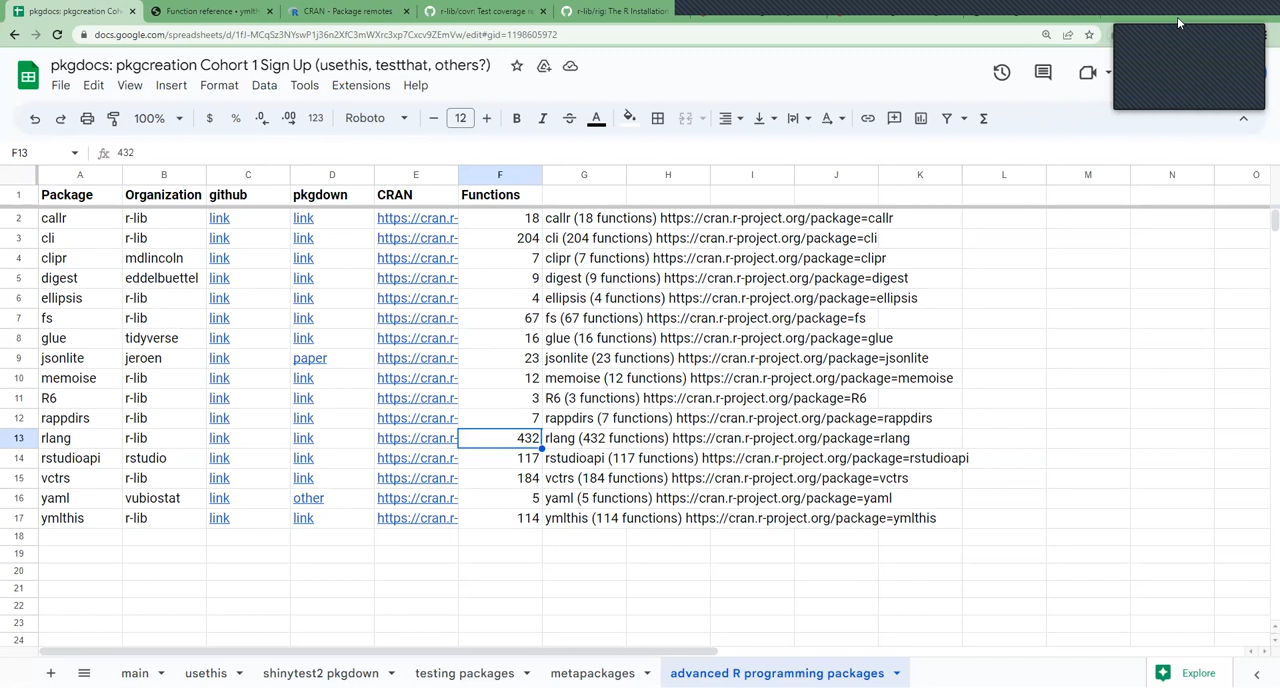 pkgdocs: pkgcreation Coh
Function reference • ymlth
CRAN - Package remotes
r-lib/covr: Test coverage re
r-lib/rig: The R Installation
docs.google.com/spreadsheets/d/1fJ-MCqSz3NYswP1j36n2XfC3mWXrc3xp7Cxcv9ZEmVw/edit#gid=1198605972
pkgdocs: pkgcreation Cohort 1 Sign Up (usethis, testthat, others?)
File Edit View Insert Format Data Tools Extensions Help
100% $ % .0 .00 123 Roboto − 12 + B I A
F13 fx 432
A B C D E F G H I J K L M N O
1 Package Organization github pkgdown CRAN Functions
2 callr r-lib link link https://cran.r- 18 callr (18 functions) https://cran.r-project.org/package=callr
3 cli r-lib link link https://cran.r- 204 cli (204 functions) https://cran.r-project.org/package=cli
4 clipr mdlincoln link link https://cran.r- 7 clipr (7 functions) https://cran.r-project.org/package=clipr
5 digest eddelbuettel link link https://cran.r- 9 digest (9 functions) https://cran.r-project.org/package=digest
6 ellipsis r-lib link link https://cran.r- 4 ellipsis (4 functions) https://cran.r-project.org/package=ellipsis
7 fs r-lib link link https://cran.r- 67 fs (67 functions) https://cran.r-project.org/package=fs
8 glue tidyverse link link https://cran.r- 16 glue (16 functions) https://cran.r-project.org/package=glue
9 jsonlite jeroen link paper https://cran.r- 23 jsonlite (23 functions) https://cran.r-project.org/package=jsonlite
10 memoise r-lib link link https://cran.r- 12 memoise (12 functions) https://cran.r-project.org/package=memoise
11 R6 r-lib link link https://cran.r- 3 R6 (3 functions) https://cran.r-project.org/package=R6
12 rappdirs r-lib link link https://cran.r- 7 rappdirs (7 functions) https://cran.r-project.org/package=rappdirs
13 rlang r-lib link link https://cran.r- 432 rlang (432 functions) https://cran.r-project.org/package=rlang
14 rstudioapi rstudio link link https://cran.r- 117 rstudioapi (117 functions) https://cran.r-project.org/package=rstudioapi
15 vctrs r-lib link link https://cran.r- 184 vctrs (184 functions) https://cran.r-project.org/package=vctrs
16 yaml vubiostat link other https://cran.r- 5 yaml (5 functions) https://cran.r-project.org/package=yaml
17 ymlthis r-lib link link https://cran.r- 114 ymlthis (114 functions) https://cran.r-project.org/package=ymlthis
18
19
20
21
22
23
24
main usethis shinytest2 pkgdown testing packages metapackages advanced R programming packages Explore